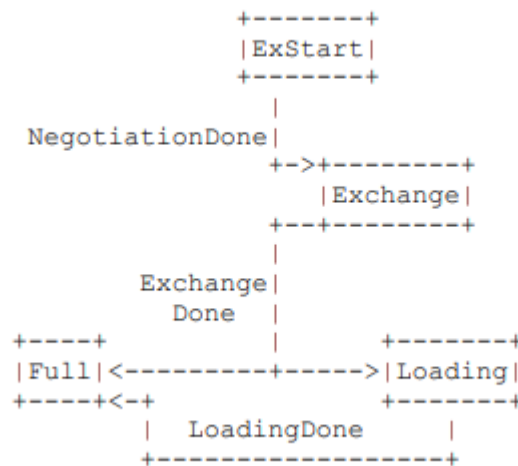 ExStart
NegotiationDone
Exchange
Exchange
Done
Full
Loading
LoadingDone